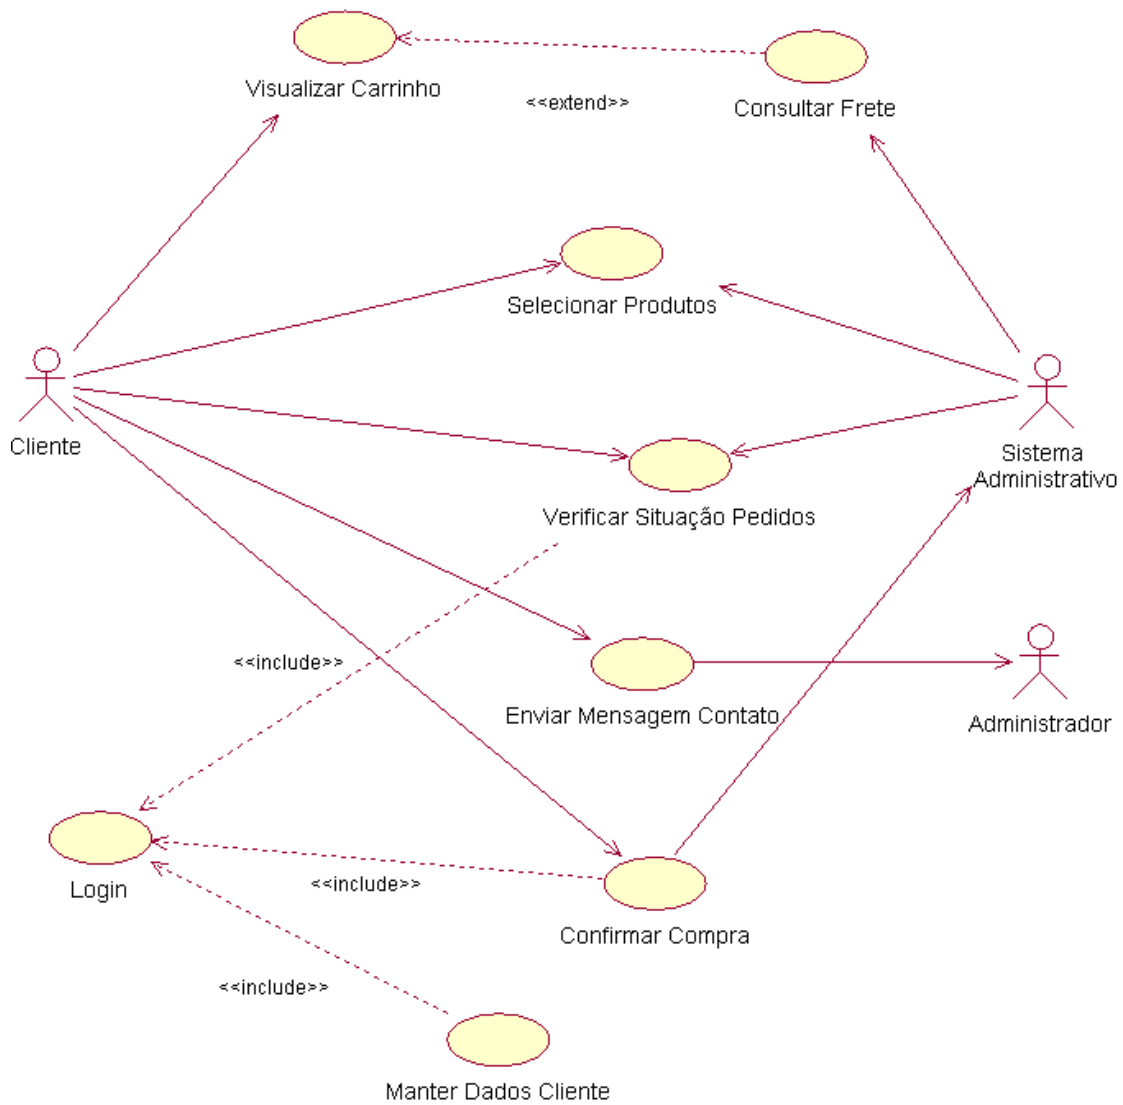 Visualizar Carrinho
<<extend>>
Consultar Frete
Selecionar Produtos
Cliente
Sistema
Administrativo
Verificar Situação Pedidos
<<include>>
Enviar Mensagem Contato
Administrador
Login
<<include>>
Confirmar Compra
<<include>>
Manter Dados Cliente